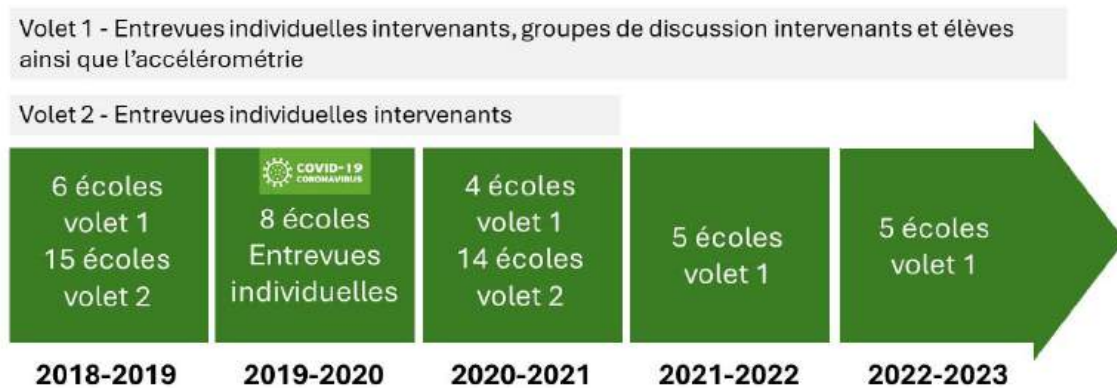 Volet 1 - Entrevues individuelles intervenants, groupes de discussion intervenants et élèves
ainsi que l'accélérométrie
Volet 2 - Entrevues individuelles intervenants
6 écoles
volet 1
15 écoles
volet 2
COVID-19
CORONAVIRUS
8 écoles
Entrevues
individuelles
4 écoles
volet 1
14 écoles
volet 2
5 écoles
volet 1
5 écoles
volet 1
2018-2019
2019-2020
2020-2021
2021-2022
2022-2023